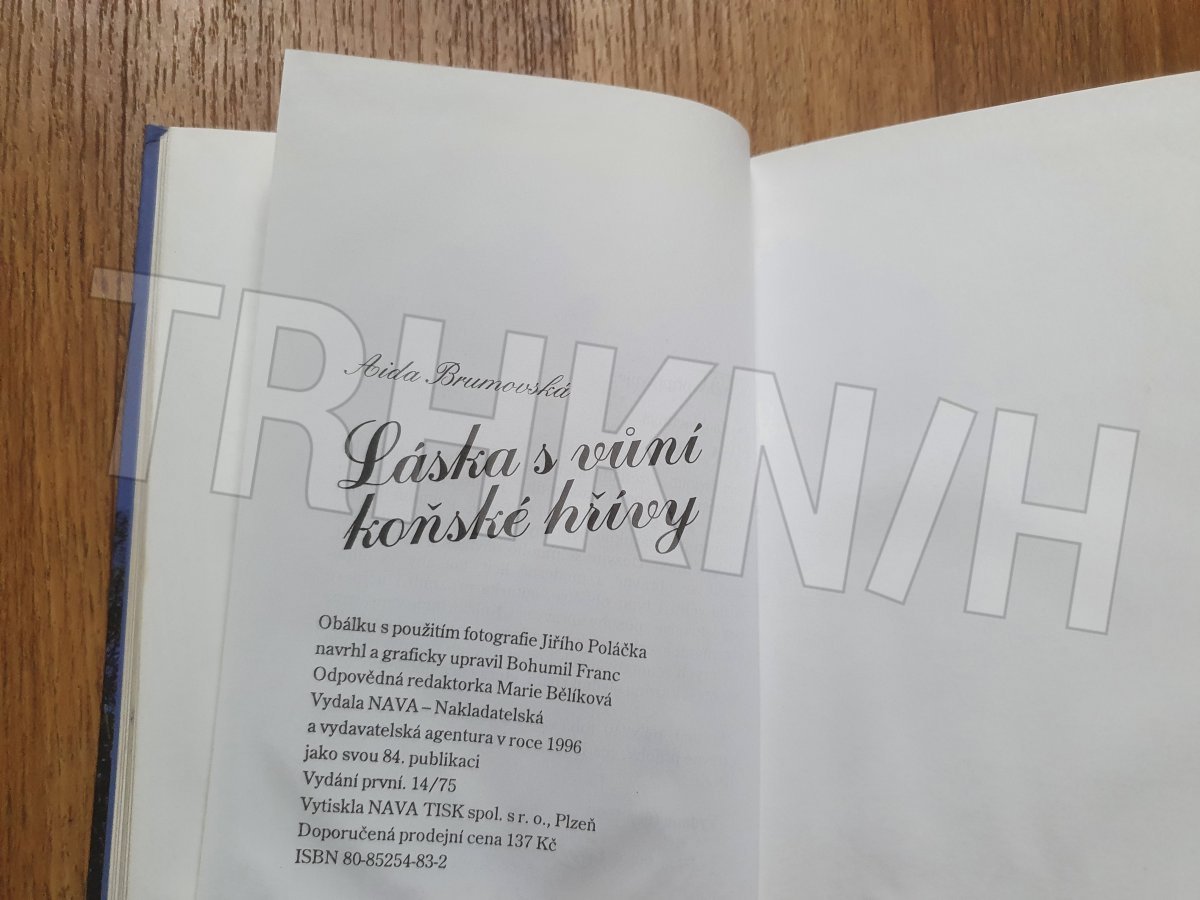 Aida Brumovská
Láska s vůní
koňské hřívy
Obálku s použitím fotografie Jiřího Poláčka
navrhl a graficky upravil Bohumil Franc
Odpovědná redaktorka Marie Bělíková
Vydala NAVA – Nakladatelská
a vydavatelská agentura v roce 1996
jako svou 84. publikaci
Vydání první. 14/75
Vytiskla NAVA TISK spol. s r. o., Plzeň
Doporučená prodejní cena 137 Kč
ISBN 80-85254-83-2
TRHKN/H